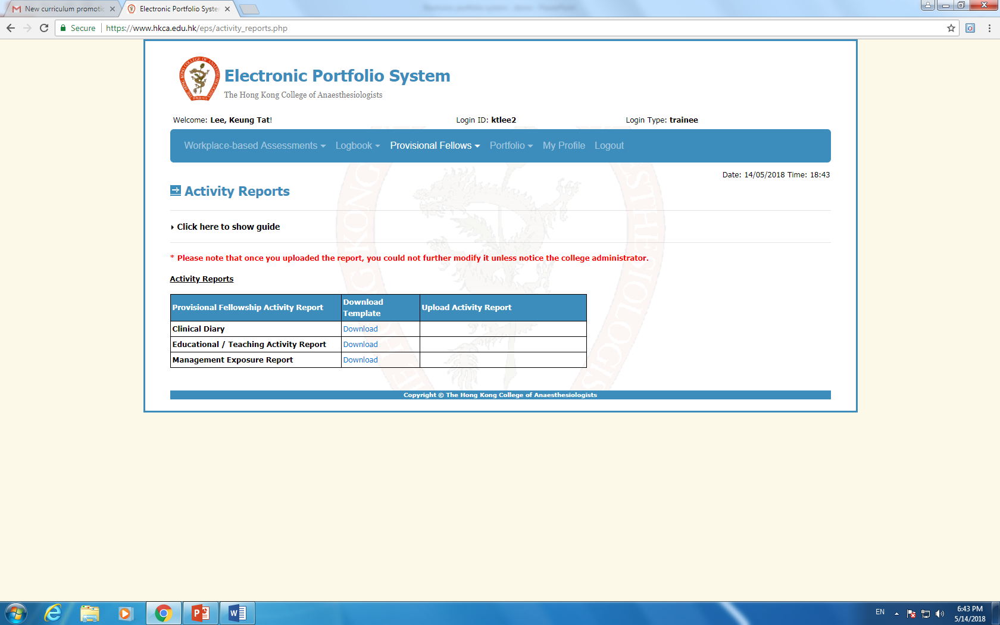 New curriculum promotic
Electronic Portfolio Syste
Secure
https://www.hkca.edu.hk/eps/activity_reports.php
Electronic Portfolio System
The Hong Kong College of Anaesthesiologists
Welcome: Lee, Keung Tat! Login ID: ktlee2 Login Type: trainee
Workplace-based Assessments Logbook Provisional Fellows Portfolio My Profile Logout
Date: 14/05/2018 Time: 18:43
Activity Reports
Click here to show guide
* Please note that once you uploaded the report, you could not further modify it unless notice the college administrator.
Activity Reports
Provisional Fellowship Activity Report Download Template Upload Activity Report
Clinical Diary Download
Educational / Teaching Activity Report Download
Management Exposure Report Download
Copyright © The Hong Kong College of Anaesthesiologists
EN
6:43 PM
5/14/2018